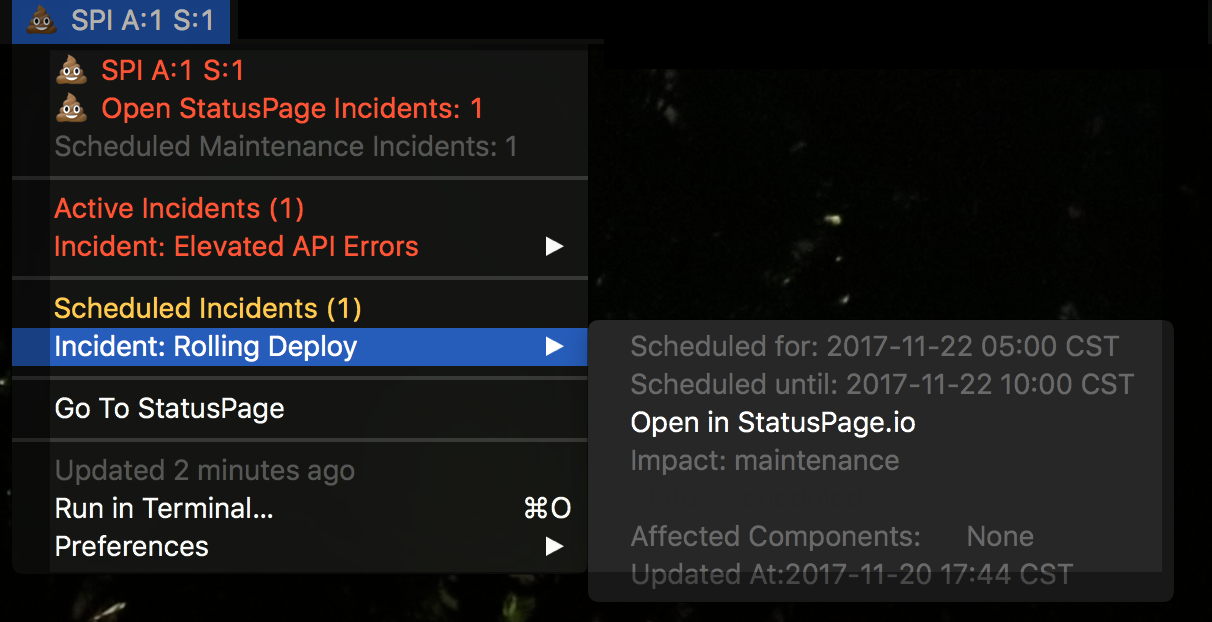 SPI A:1 S:1
SPI A:1 S:1
Open StatusPage Incidents: 1
Scheduled Maintenance Incidents: 1
Active Incidents (1)
Incident: Elevated API Errors
Scheduled Incidents (1)
Incident: Rolling Deploy
Go To StatusPage
Updated 2 minutes ago
Run in Terminal... ⌘O
Preferences
Scheduled for: 2017-11-22 05:00 CST
Scheduled until: 2017-11-22 10:00 CST
Open in StatusPage.io
Impact: maintenance
Affected Components: None
Updated At:2017-11-20 17:44 CST